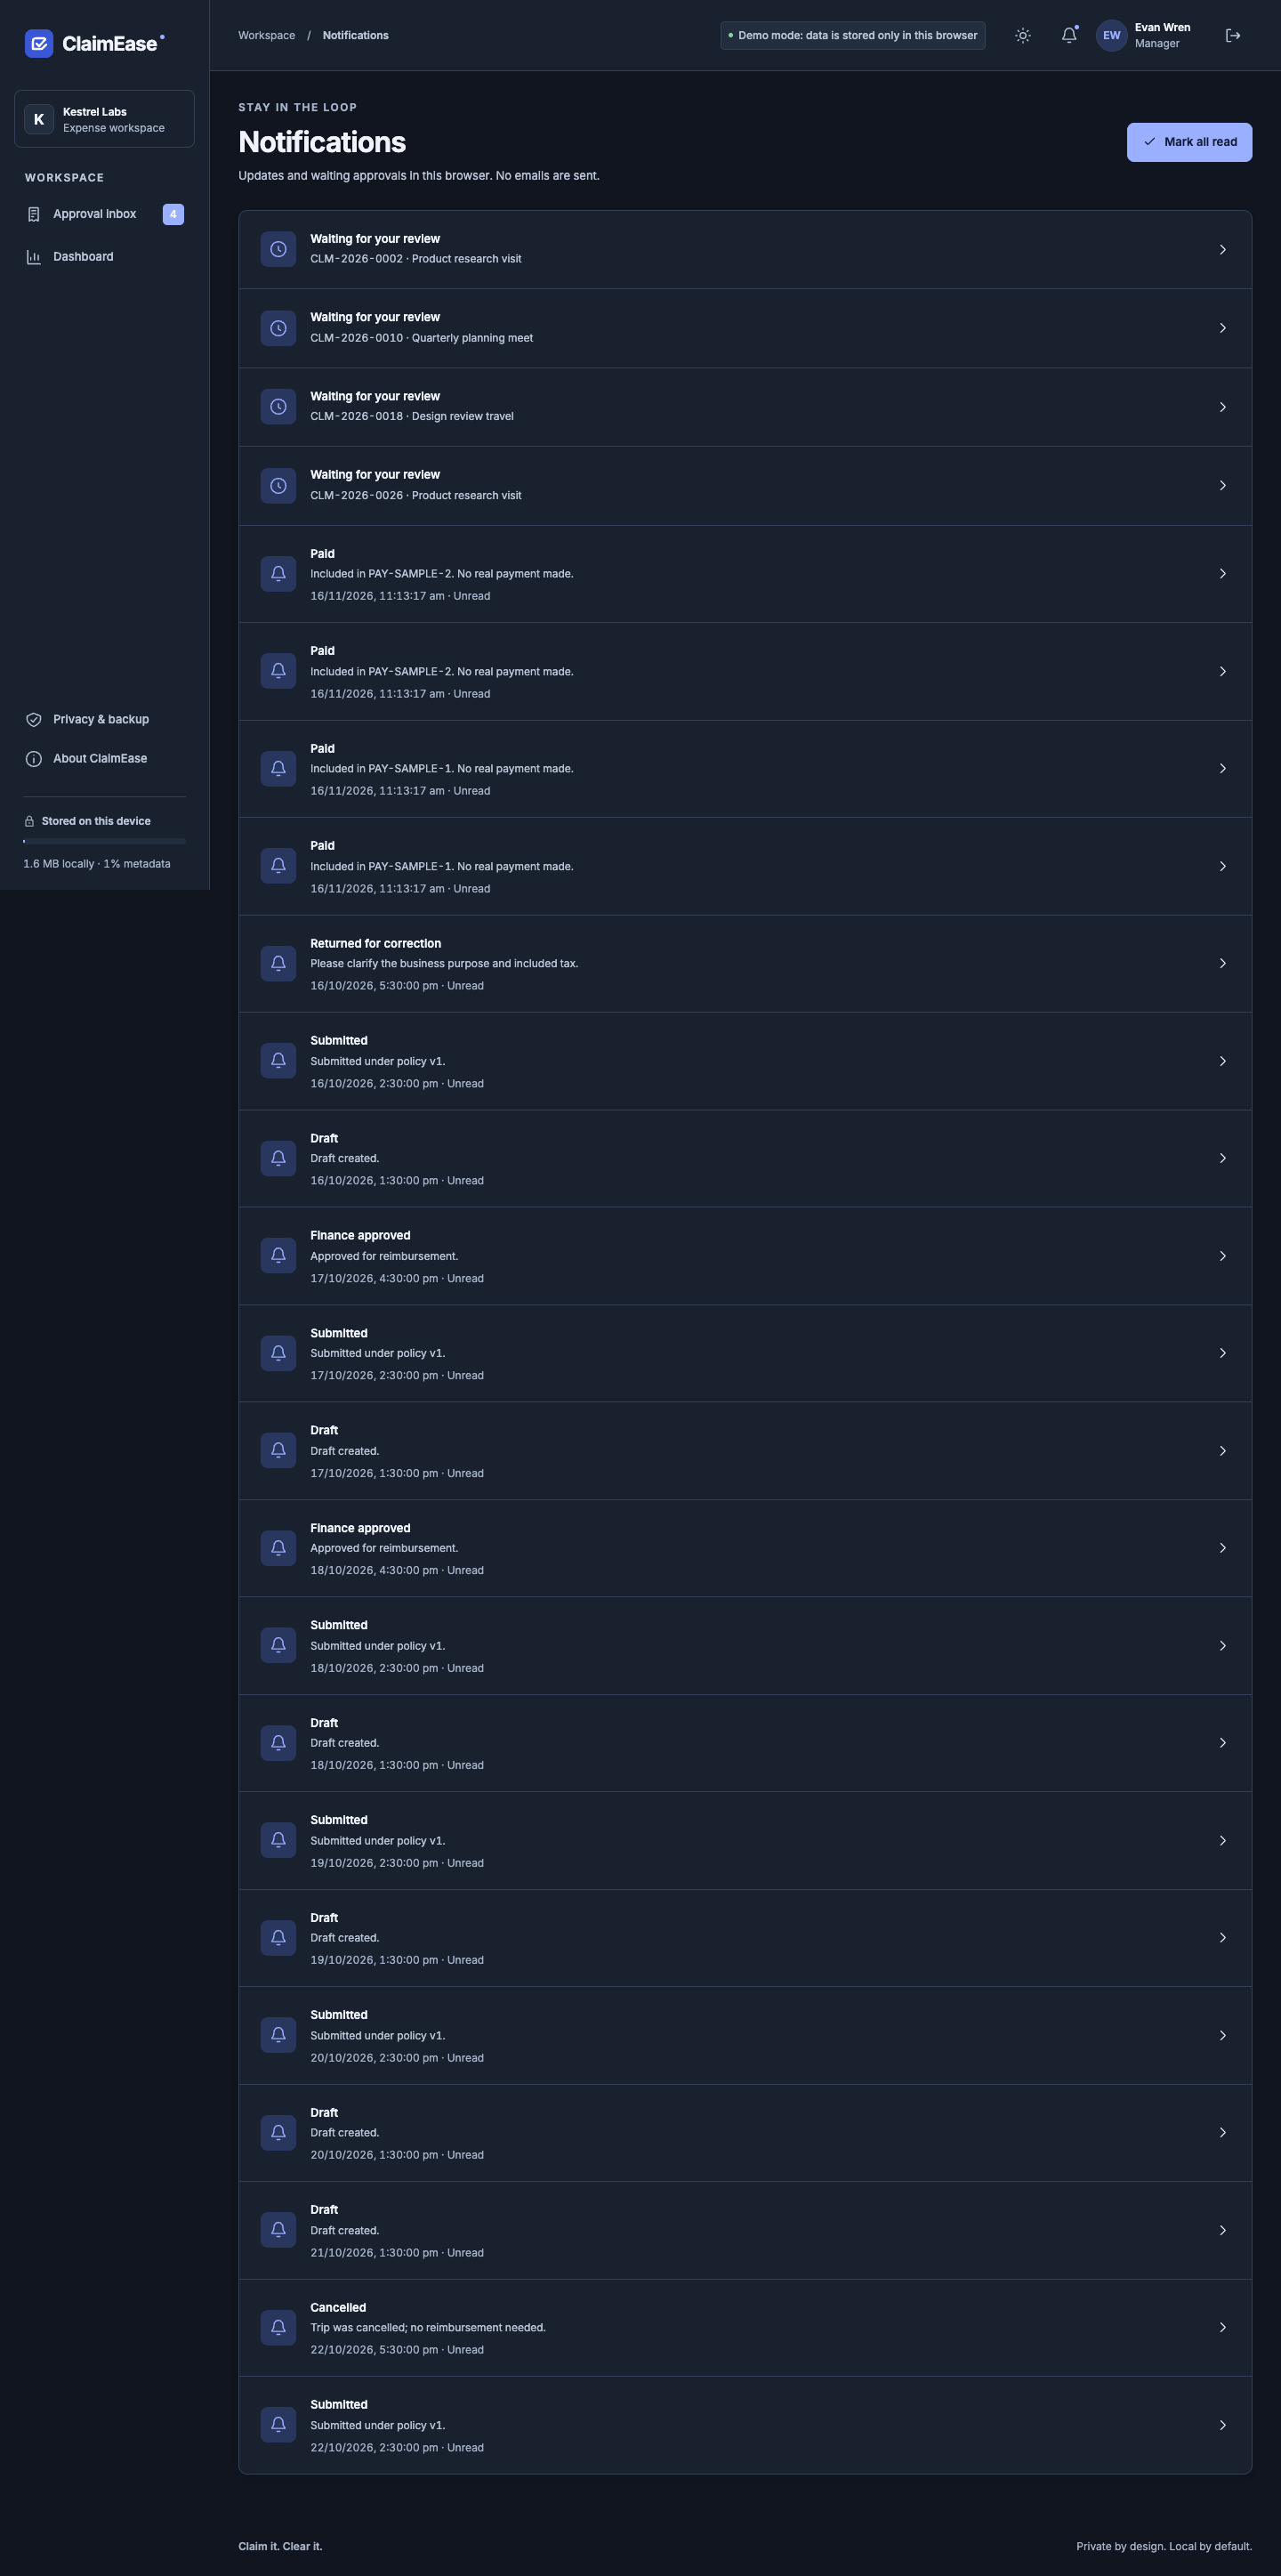 ClaimEase
K
Kestrel Labs
Expense workspace
WORKSPACE
Approval inbox 4
Dashboard
Privacy & backup
About ClaimEase
Stored on this device
1.6 MB locally · 1% metadata
Workspace / Notifications
Demo mode: data is stored only in this browser
EW
Evan Wren
Manager
STAY IN THE LOOP
Notifications
Updates and waiting approvals in this browser. No emails are sent.
Mark all read
Waiting for your review
CLM-2026-0002 · Product research visit
Waiting for your review
CLM-2026-0010 · Quarterly planning meet
Waiting for your review
CLM-2026-0018 · Design review travel
Waiting for your review
CLM-2026-0026 · Product research visit
Paid
Included in PAY-SAMPLE-2. No real payment made.
16/11/2026, 11:13:17 am · Unread
Paid
Included in PAY-SAMPLE-2. No real payment made.
16/11/2026, 11:13:17 am · Unread
Paid
Included in PAY-SAMPLE-1. No real payment made.
16/11/2026, 11:13:17 am · Unread
Paid
Included in PAY-SAMPLE-1. No real payment made.
16/11/2026, 11:13:17 am · Unread
Returned for correction
Please clarify the business purpose and included tax.
16/10/2026, 5:30:00 pm · Unread
Submitted
Submitted under policy v1.
16/10/2026, 2:30:00 pm · Unread
Draft
Draft created.
16/10/2026, 1:30:00 pm · Unread
Finance approved
Approved for reimbursement.
17/10/2026, 4:30:00 pm · Unread
Submitted
Submitted under policy v1.
17/10/2026, 2:30:00 pm · Unread
Draft
Draft created.
17/10/2026, 1:30:00 pm · Unread
Finance approved
Approved for reimbursement.
18/10/2026, 4:30:00 pm · Unread
Submitted
Submitted under policy v1.
18/10/2026, 2:30:00 pm · Unread
Draft
Draft created.
18/10/2026, 1:30:00 pm · Unread
Submitted
Submitted under policy v1.
19/10/2026, 2:30:00 pm · Unread
Draft
Draft created.
19/10/2026, 1:30:00 pm · Unread
Submitted
Submitted under policy v1.
20/10/2026, 2:30:00 pm · Unread
Draft
Draft created.
20/10/2026, 1:30:00 pm · Unread
Draft
Draft created.
21/10/2026, 1:30:00 pm · Unread
Cancelled
Trip was cancelled; no reimbursement needed.
22/10/2026, 5:30:00 pm · Unread
Submitted
Submitted under policy v1.
22/10/2026, 2:30:00 pm · Unread
Claim it. Clear it.
Private by design. Local by default.